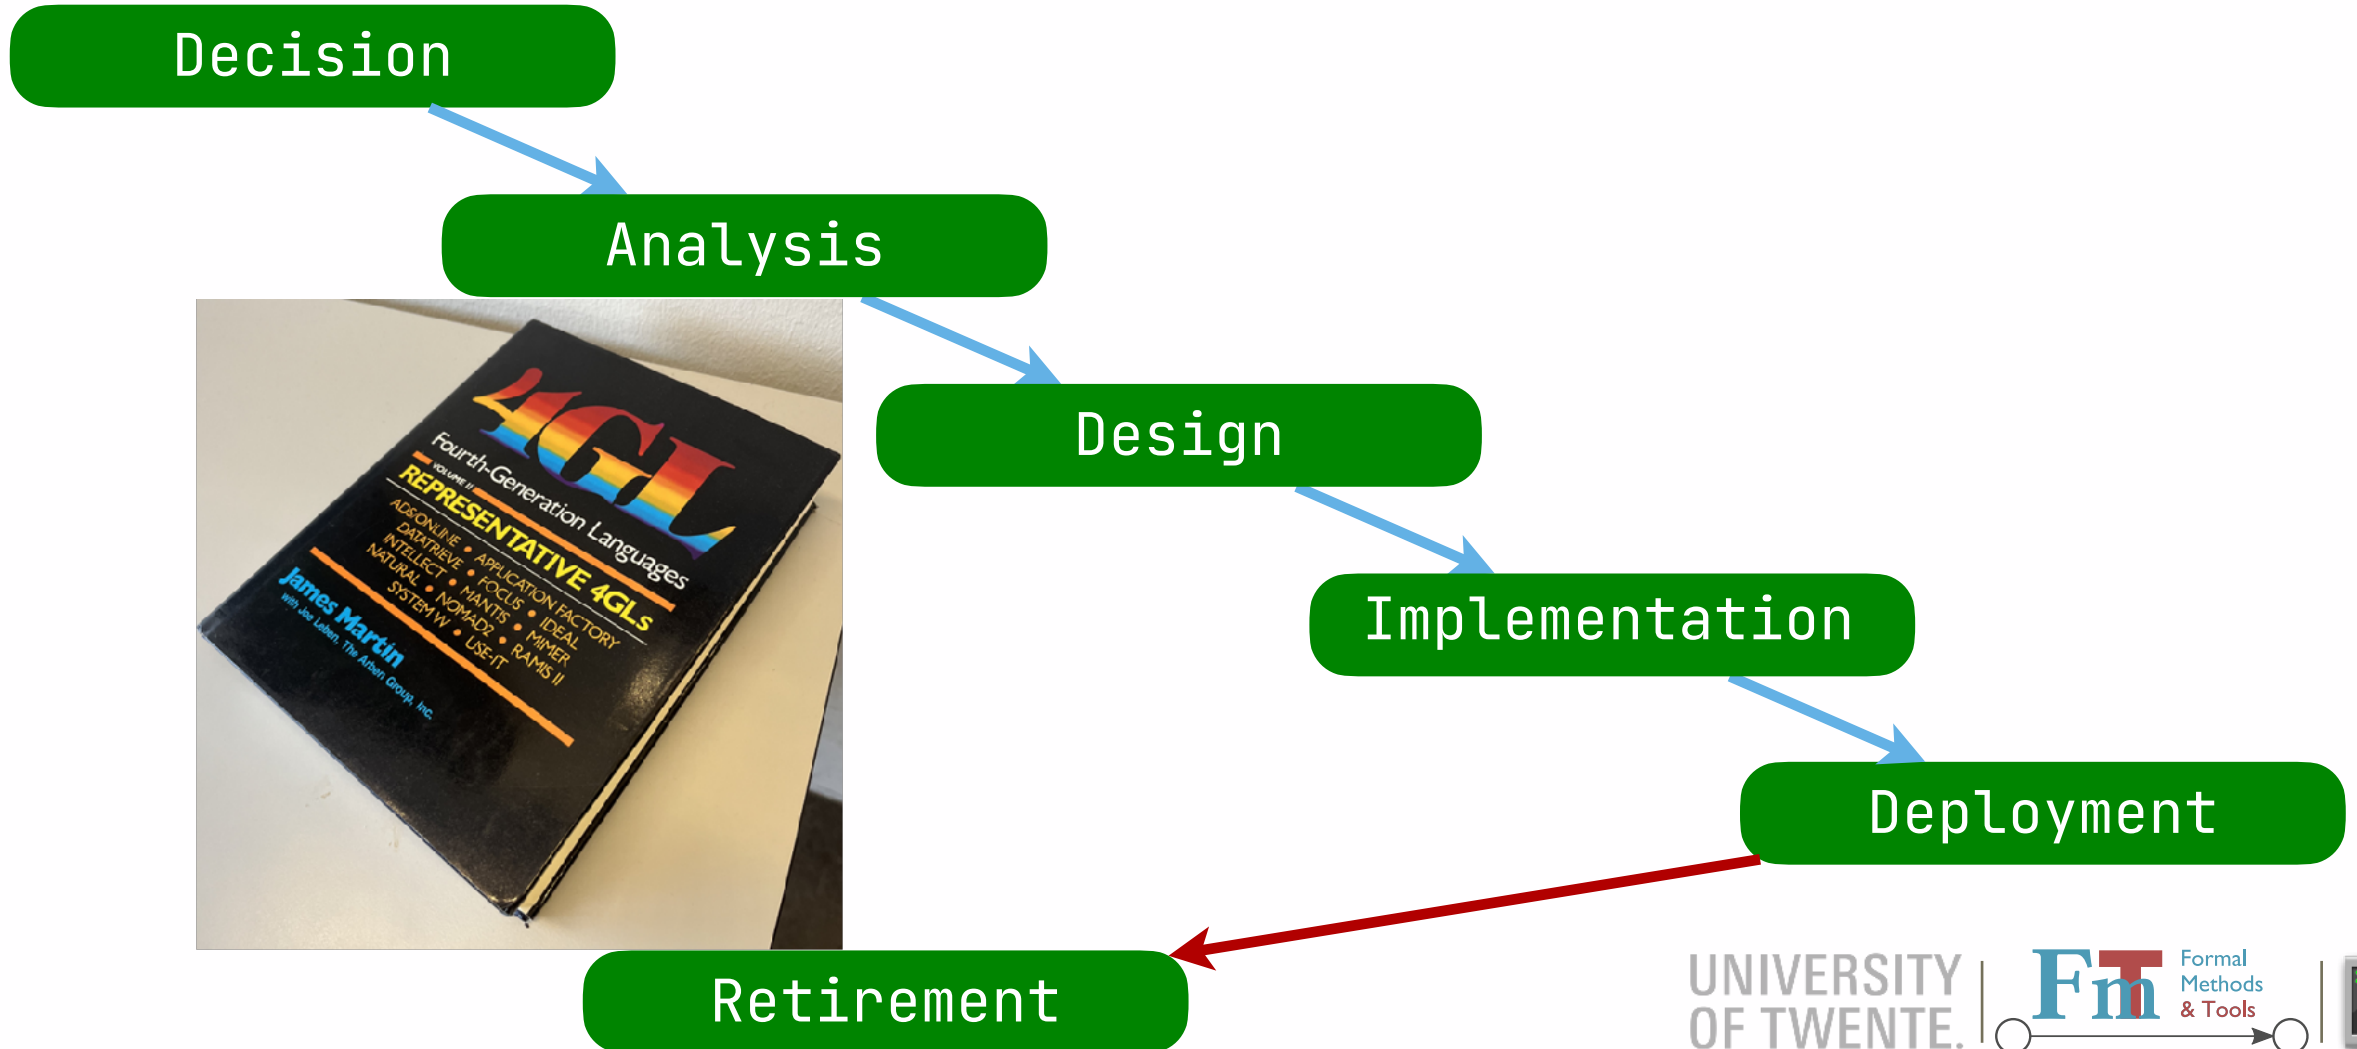 Decision
Analysis
4GL
Fourth-Generation Languages
VOLUME II
REPRESENTATIVE 4GLs
ADS/ONLINE • APPLICATION FACTORY
DATATRIEVE • FOCUS • IDEAL
INTELLECT • MANTIS • MIMER
NATURAL • NOMAD2 • RAMIS II
SYSTEM W • USE-IT
James Martin
With Joe Leben, The Arben Group, Inc.
Design
Implementation
Deployment
Retirement
UNIVERSITY
OF TWENTE.
FmT
Formal
Methods
& Tools